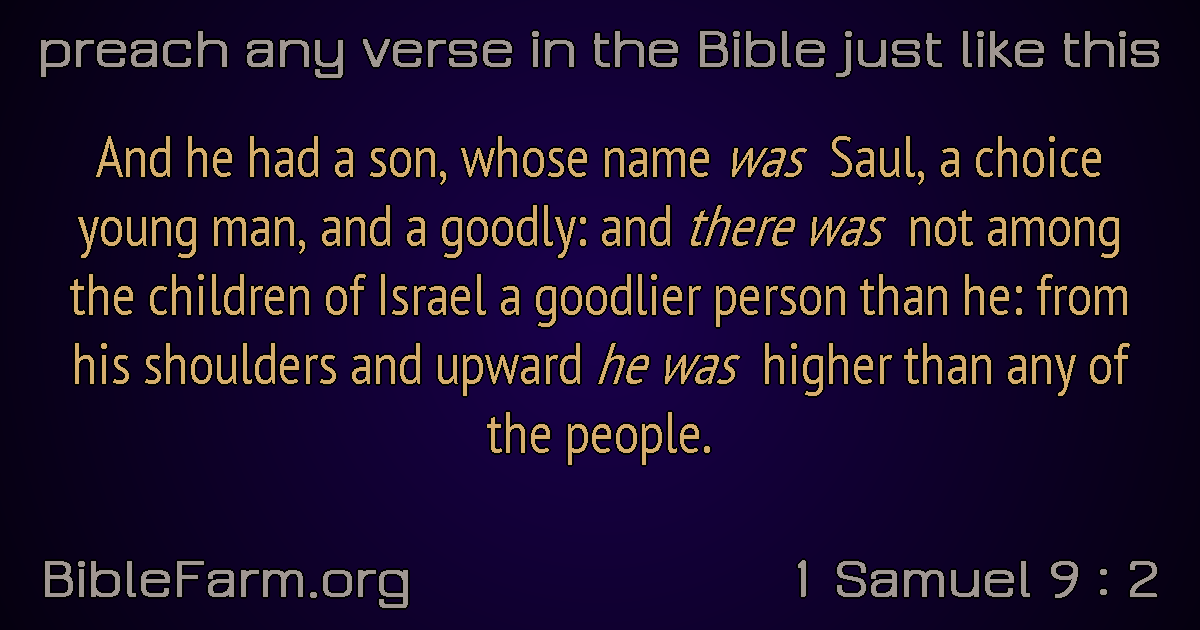 preach any verse in the Bible just like this
And he had a son, whose name was Saul, a choice
young man, and a goodly: and there was not among
the children of Israel a goodlier person than he: from
his shoulders and upward he was higher than any of
the people.
BibleFarm.org
1 Samuel 9 : 2